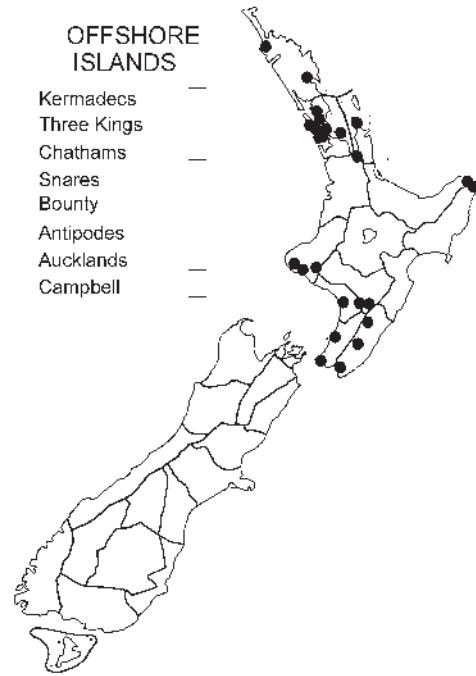 OFFSHORE
ISLANDS
Kermadecs
Three Kings
Chathams
Snares
Bounty
Antipodes
Aucklands
Campbell